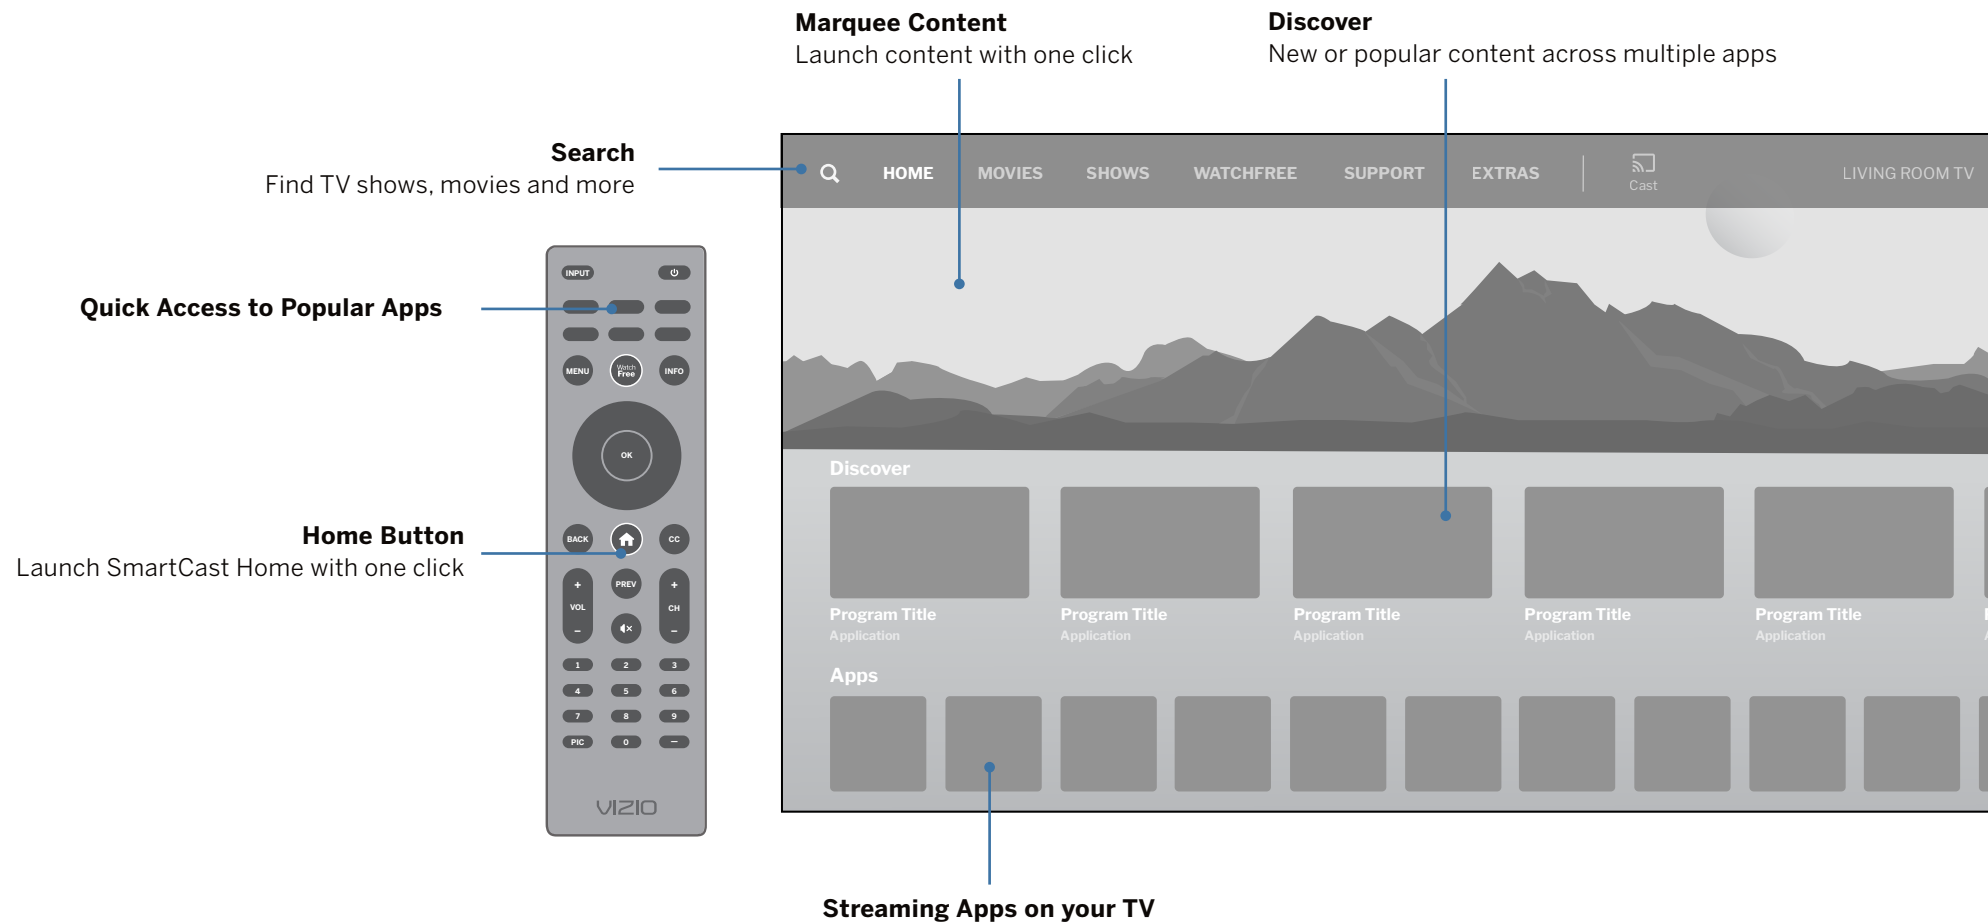 Marquee Content
Launch content with one click
Discover
New or popular content across multiple apps
Search
Find TV shows, movies and more
HOME MOVIES SHOWS WATCHFREE SUPPORT EXTRAS Cast LIVING ROOM TV
Quick Access to Popular Apps
INPUT
MENU Watch Free INFO
OK
Home Button
Launch SmartCast Home with one click
BACK CC
+ PREV +
VOL CH
– –
1 2 3
4 5 6
7 8 9
PIC 0 –
VIZIO
Discover
Program Title Program Title Program Title Program Title Program Title
Application Application Application Application Application
Apps
Streaming Apps on your TV